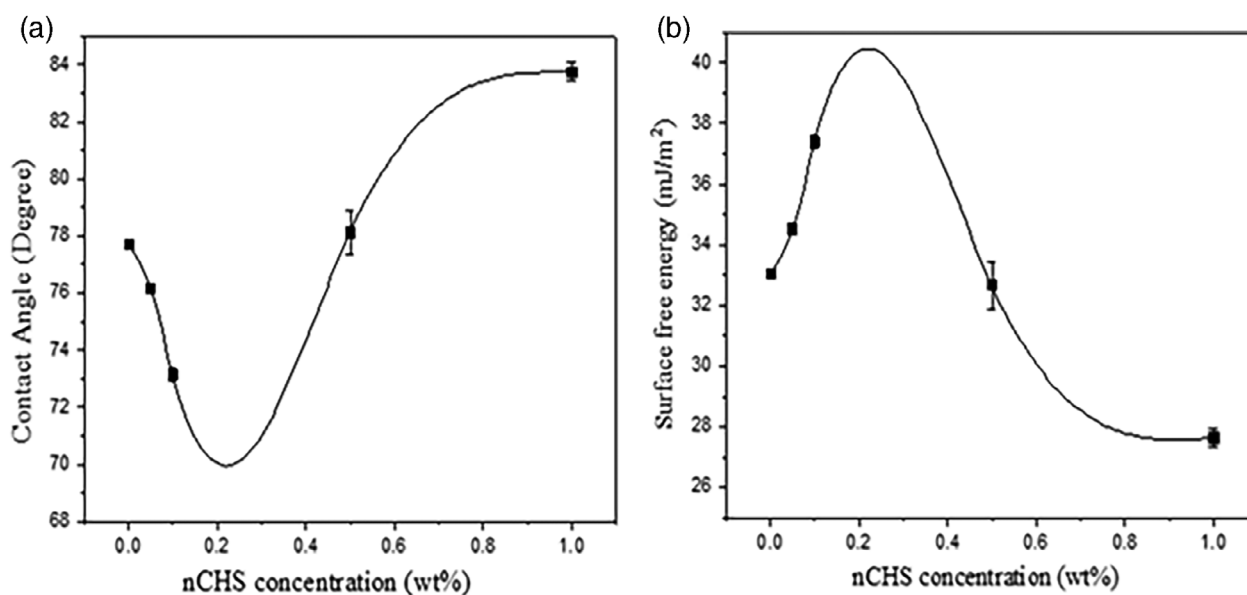 (a)
84
82
80
78
76
74
72
70
68
Contact Angle (Degree)
0.0 0.2 0.4 0.6 0.8 1.0
nCHS concentration (wt%)
(b)
40
38
36
34
32
30
28
26
Surface free energy (mJ/m²)
0.0 0.2 0.4 0.6 0.8 1.0
nCHS concentration (wt%)